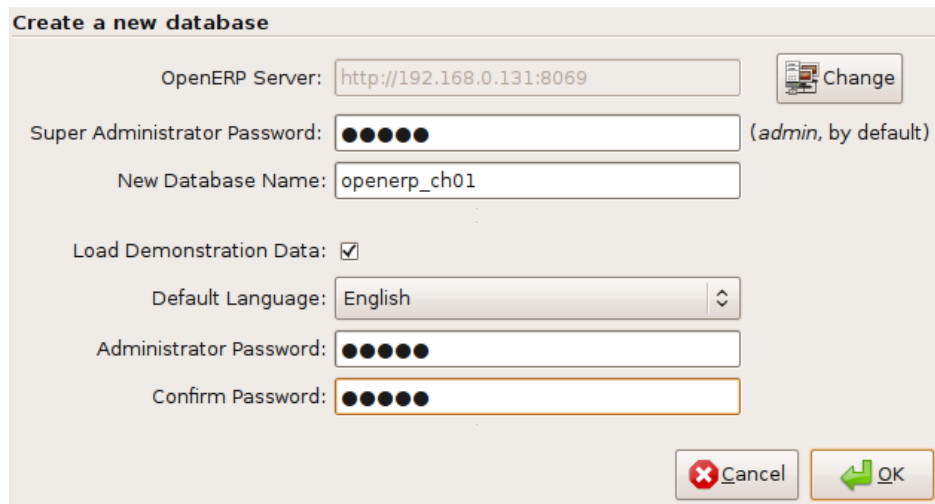 Create a new database
OpenERP Server: http://192.168.0.131:8069 Change
Super Administrator Password: ●●●●● (admin, by default)
New Database Name: openerp_ch01
Load Demonstration Data:
Default Language: English
Administrator Password: ●●●●●
Confirm Password: ●●●●●
Cancel OK